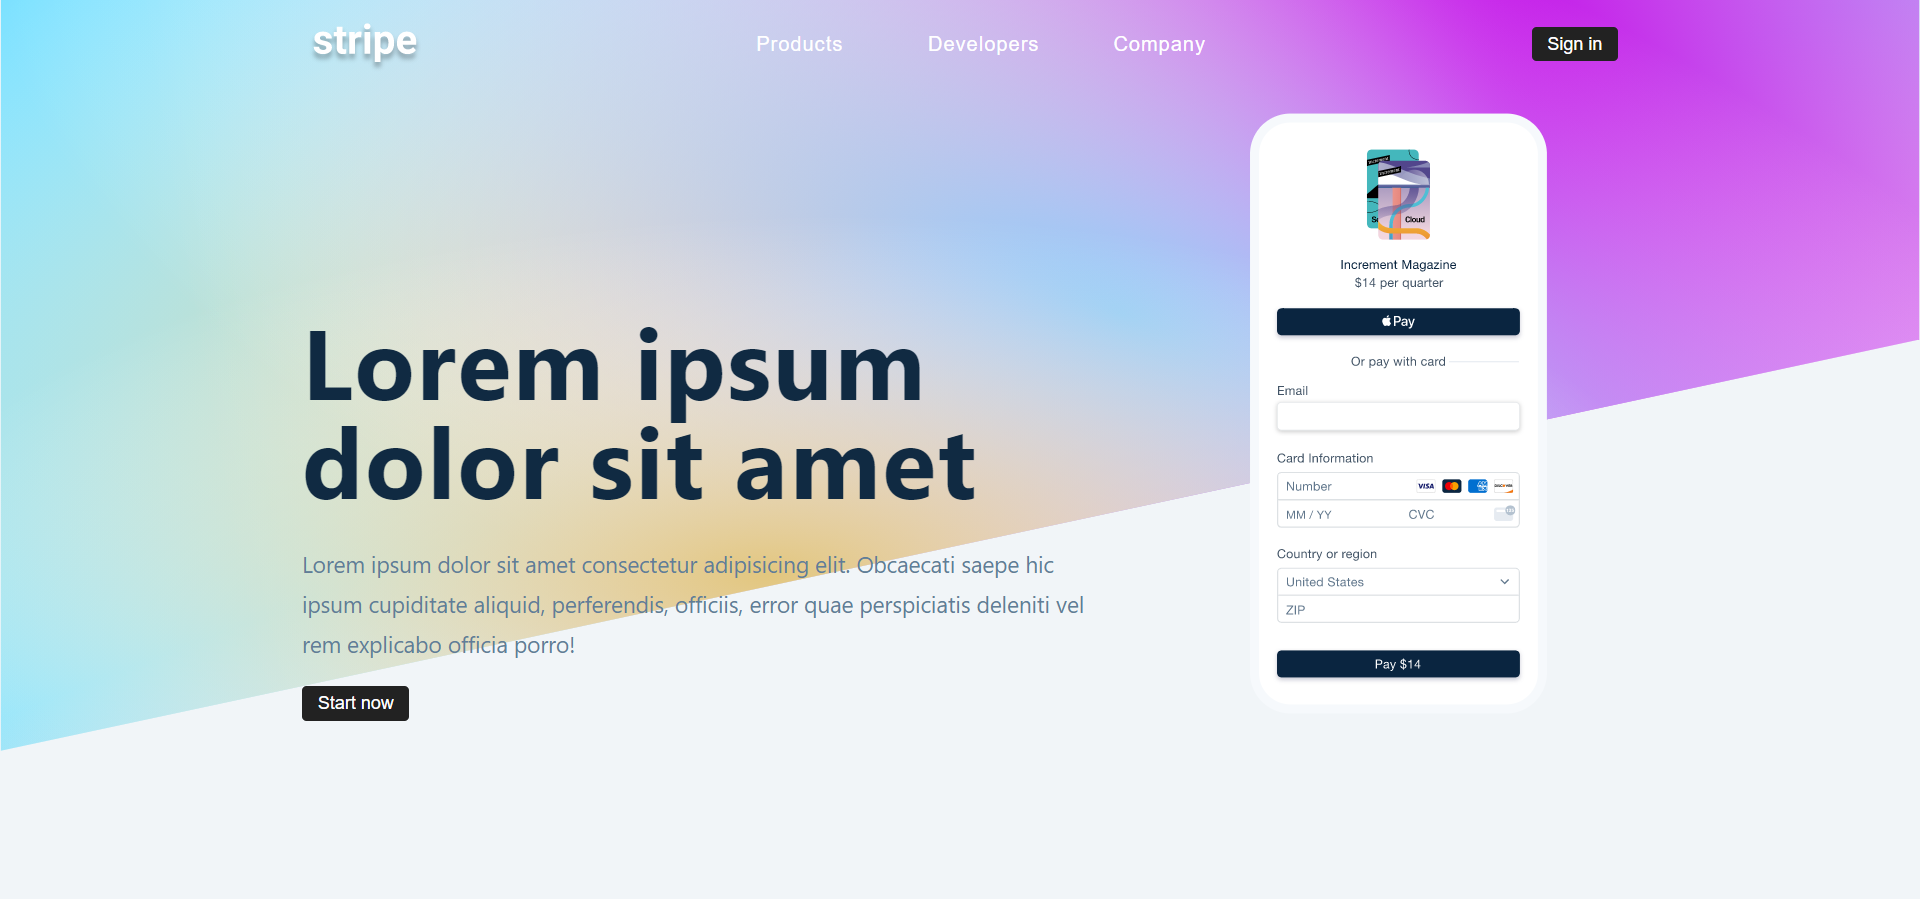 stripe
Products Developers Company
Sign in
Lorem ipsum
dolor sit amet
Lorem ipsum dolor sit amet consectetur adipisicing elit. Obcaecati saepe hic
ipsum cupiditate aliquid, perferendis, officiis, error quae perspiciatis deleniti vel
rem explicabo officia porro!
Start now
Increment
Increment
Cloud
Increment Magazine
$14 per quarter
Pay
Or pay with card
Email
Card Information
Number VISA
MM / YY CVC
Country or region
United States
ZIP
Pay $14